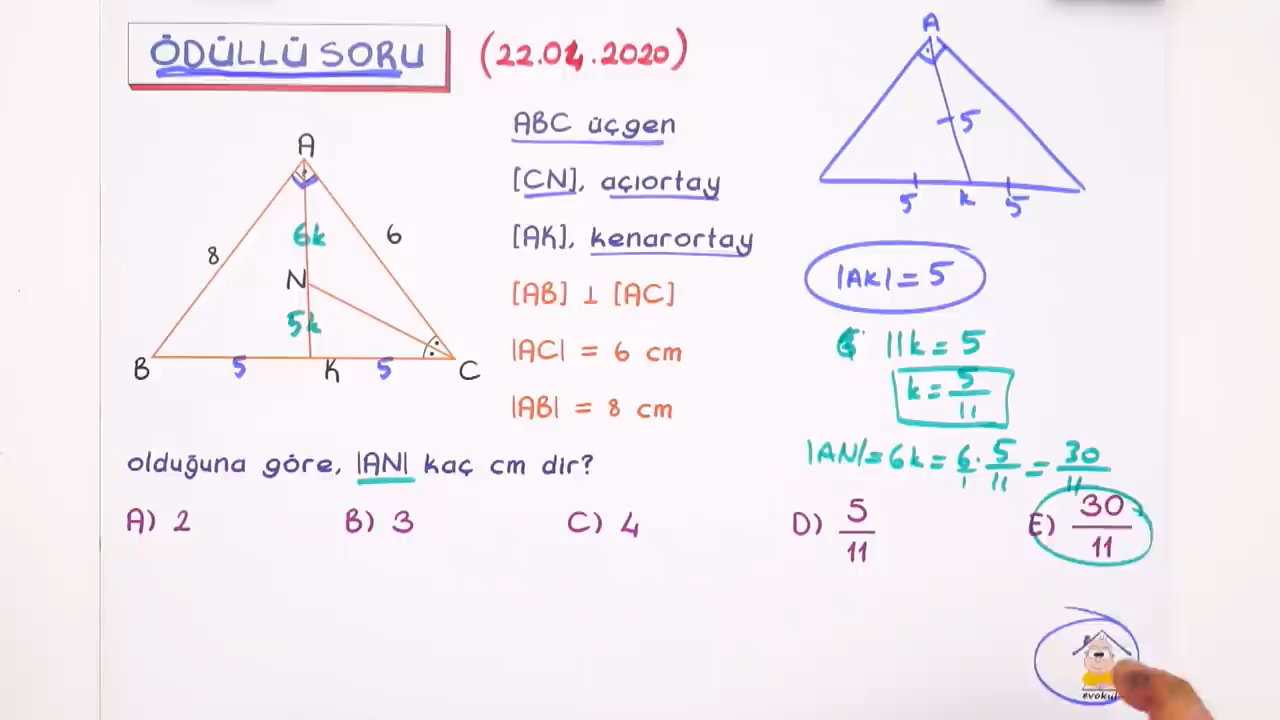 ÖDÜLLÜ SORU
(22.04.2020)
A
8
6
6k
N
5k
B
5
K
5
C
ABC üçgen
[CN], açıortay
[AK], kenarortay
[AB] ⊥ [AC]
|AC| = 6 cm
|AB| = 8 cm
A
5
5
k
5
|AK| = 5
11k = 5
k = 5/11
|AN| = 6k = 6/1 · 5/11 = 30/11
olduğuna göre, |AN| kaç cm dir?
A) 2
B) 3
C) 4
D) 5/11
E) 30/11